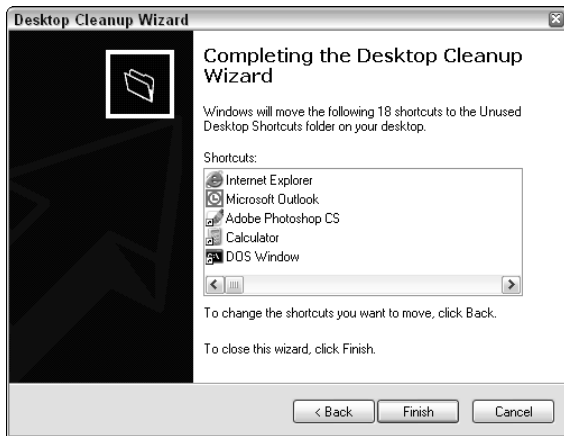 Desktop Cleanup Wizard
Completing the Desktop Cleanup
Wizard
Windows will move the following 18 shortcuts to the Unused
Desktop Shortcuts folder on your desktop.
Shortcuts:
Internet Explorer
Microsoft Outlook
Adobe Photoshop CS
Calculator
DOS Window
To change the shortcuts you want to move, click Back.
To close this wizard, click Finish.
< Back Finish Cancel